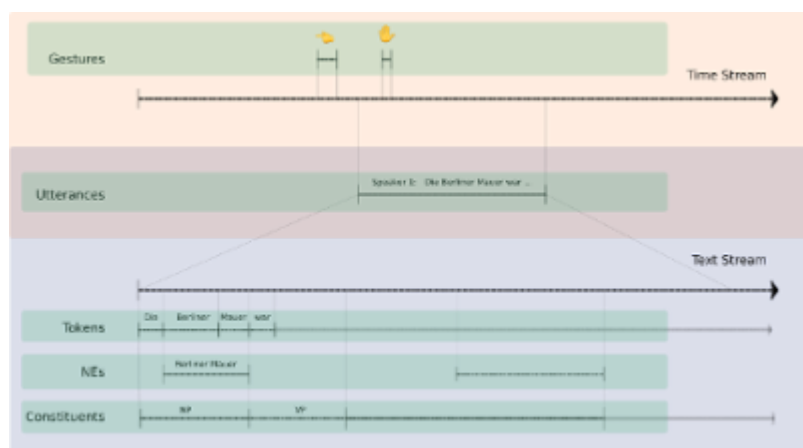 Gestures
Time Stream
Utterances
Speaker 1: Die Berliner Mauer war ...
Text Stream
Tokens
Die Berliner Mauer war
NEs
Berliner Mauer
Constituents
NP VP